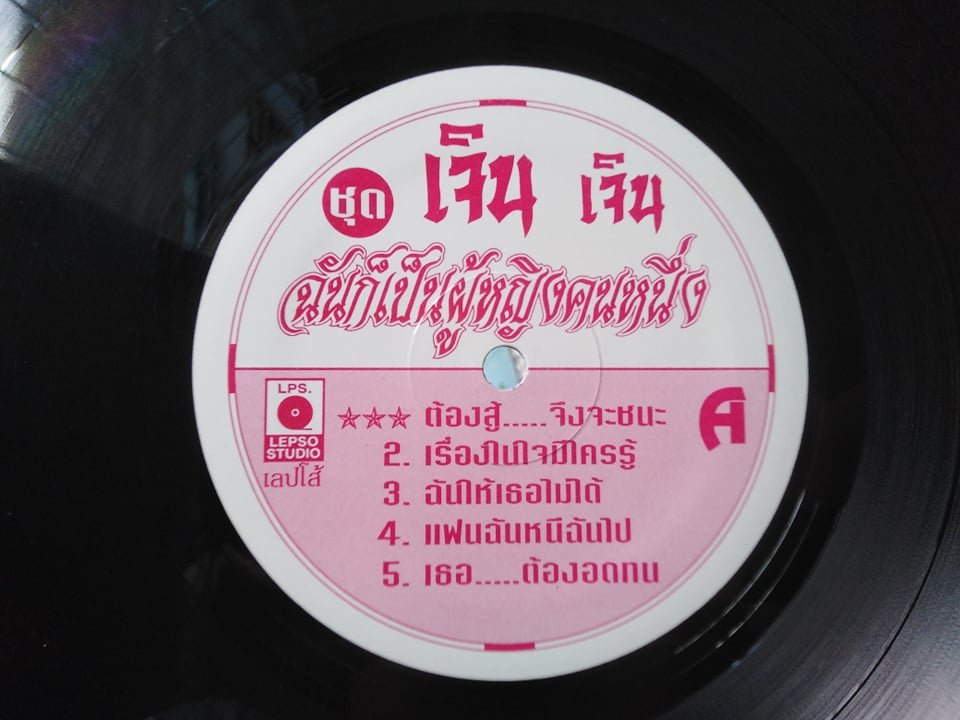 ชุด เจิน เจิน
ฉันก็เป็นผู้หญิงคนหนึ่ง
LPS.
LEPSO
STUDIO
เลปโส้
A
★★★ ต้องสู้.....จึงจะชนะ
2. เรื่องในใจมีใครรู้
3. ฉันให้เธอไม่ได้
4. แฟนฉันหนีฉันไป
5. เธอ.....ต้องอดทน